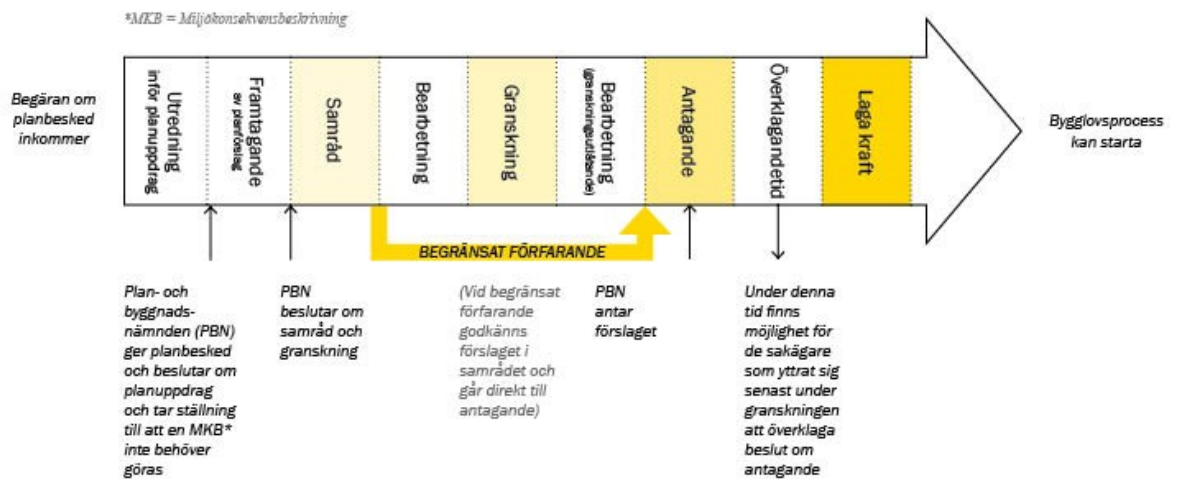 *MKB = Miljökonsekvensbeskrivning
Begäran om
planbesked
inkommer
Utredning
inför planuppdrag
Framtagande
av planförslag
Samråd
Bearbetning
Granskning
Bearbetning
(granskningsutlåtande)
Antagande
Överklagandetid
Laga kraft
Bygglovsprocess
kan starta
BEGRÄNSAT FÖRFARANDE
Plan- och
byggnads-
nämnden (PBN)
ger planbesked
och beslutar om
planuppdrag
och tar ställning
till att en MKB*
inte behöver
göras
PBN
beslutar om
samråd och
granskning
(Vid begränsat
förfarande
godkänns
förslaget i
samrådet och
går direkt till
antagande)
PBN
antar
förslaget
Under denna
tid finns
möjlighet för
de sakägare
som yttrat sig
senast under
granskningen
att överklaga
beslut om
antagande